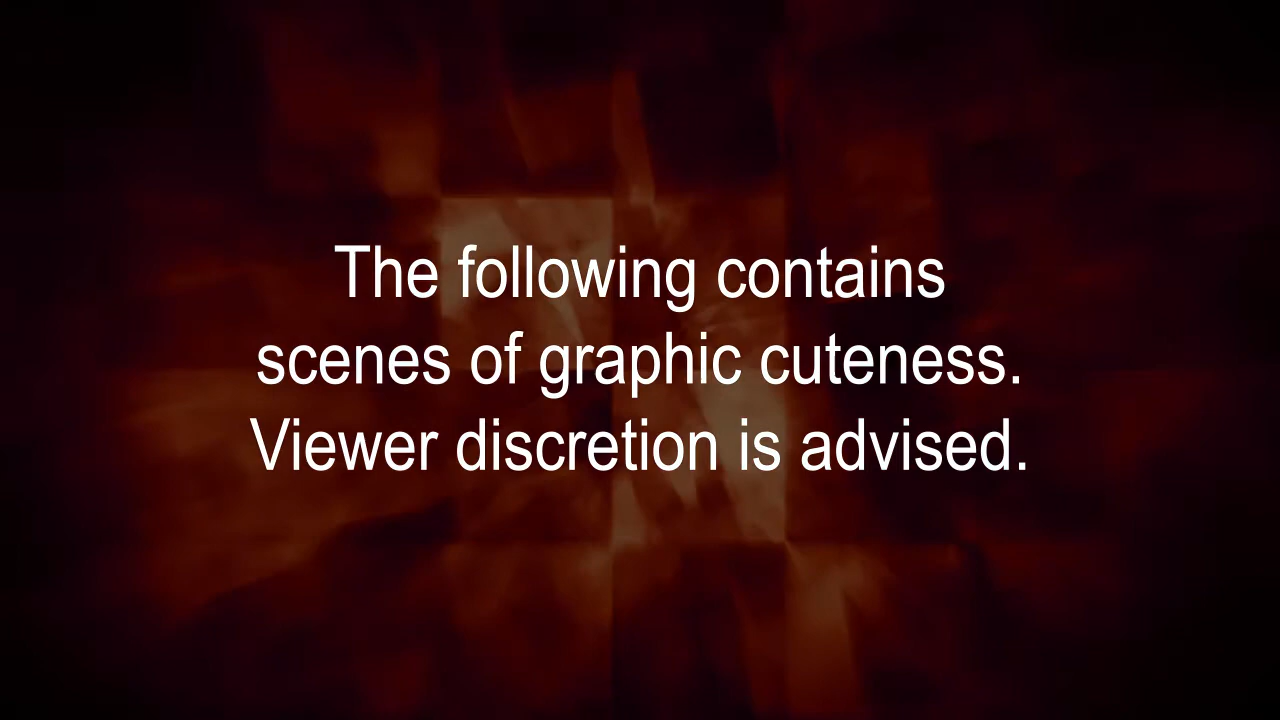 The following contains
scenes of graphic cuteness.
Viewer discretion is advised.